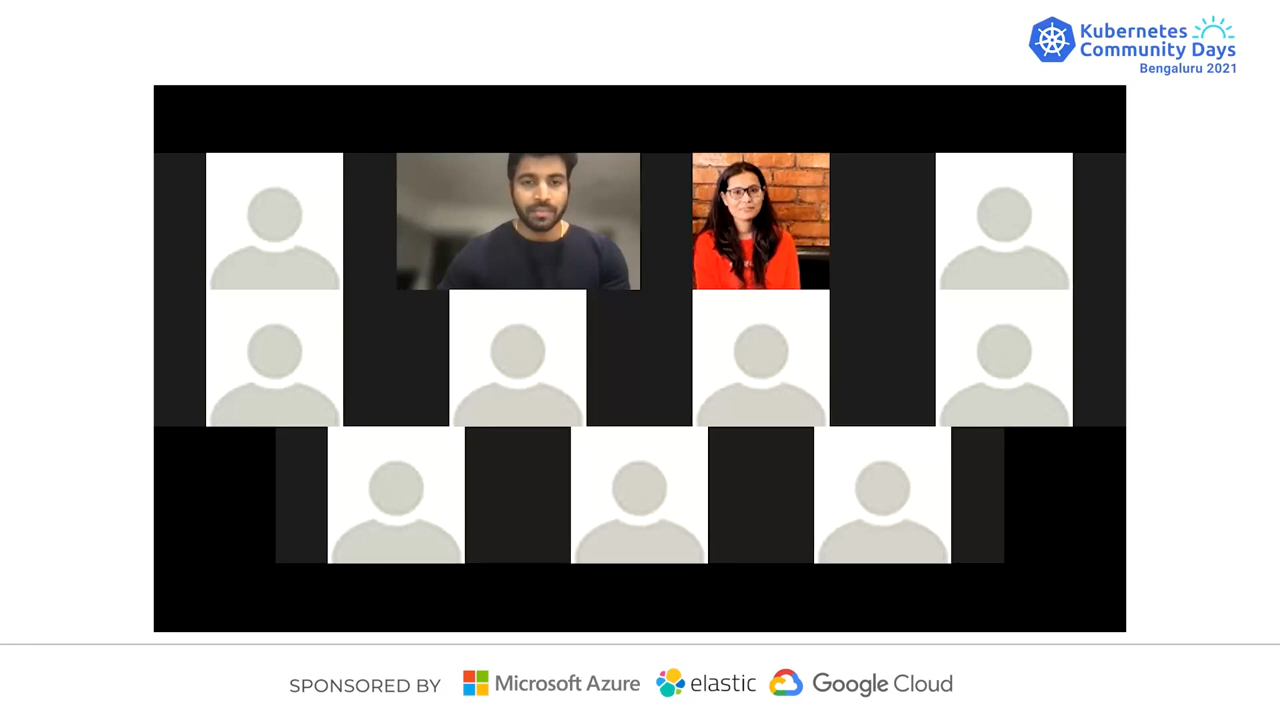 Kubernetes
Community Days
Bengaluru 2021
SPONSORED BY Microsoft Azure elastic Google Cloud